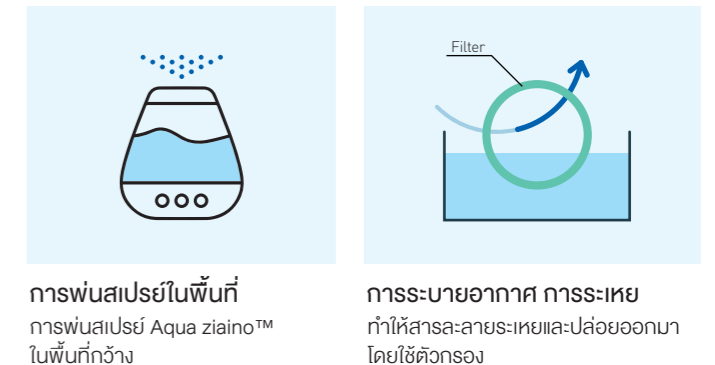 Filter
การพ่นสเปรย์ในพื้นที่
การพ่นสเปรย์ Aqua ziaino™
ในพื้นที่กว้าง
การระบายอากาศ การระเหย
ทำให้สารละลายระเหยและปล่อยออกมา
โดยใช้ตัวกรอง